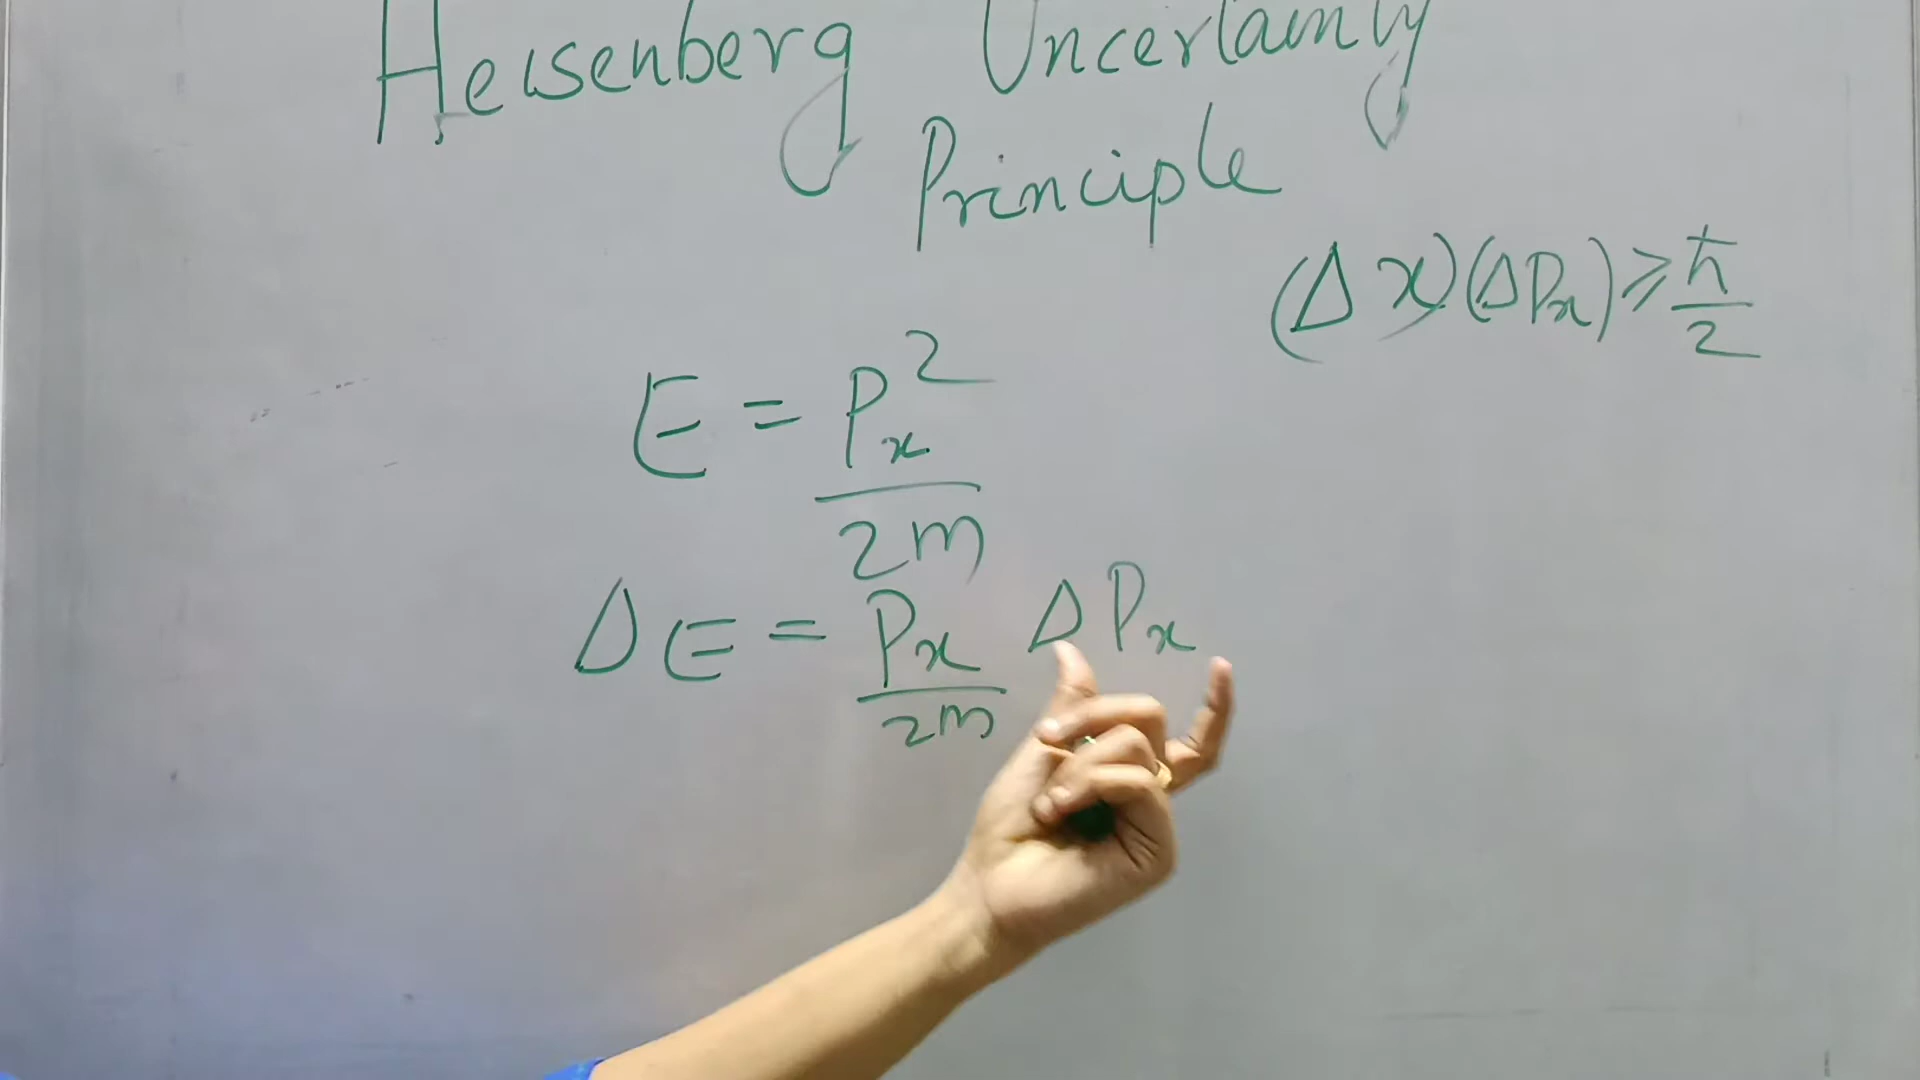 Heisenberg Uncertainty
Principle
(Δx)(ΔPx) ≥ ħ/2
E = Px²/2m
ΔE = Px/2m ΔPx